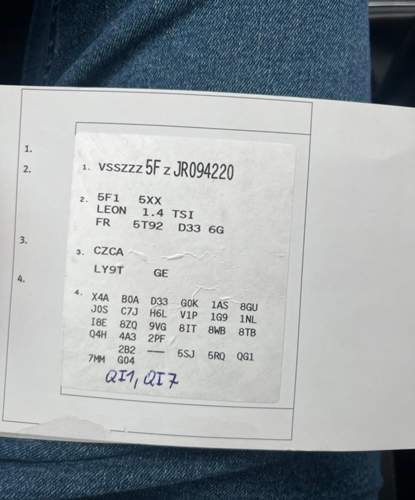 1.
2.
3.
4.
1. VSSZZZ 5F Z JR094220
2. 5F1 5XX
LEON 1.4 TSI
FR 5T92 D33 6G
3. CZCA
LY9T GE
4. X4A B0A D33 G0K 1AS 8GU
J0S C7J H6L V1P 1G9 1NL
I8E 8ZQ 9VG 8IT 8WB 8TB
Q4H 4A3 2PF
2B2 — 5SJ 5RQ QG1
7MM G04
QI1, QI7